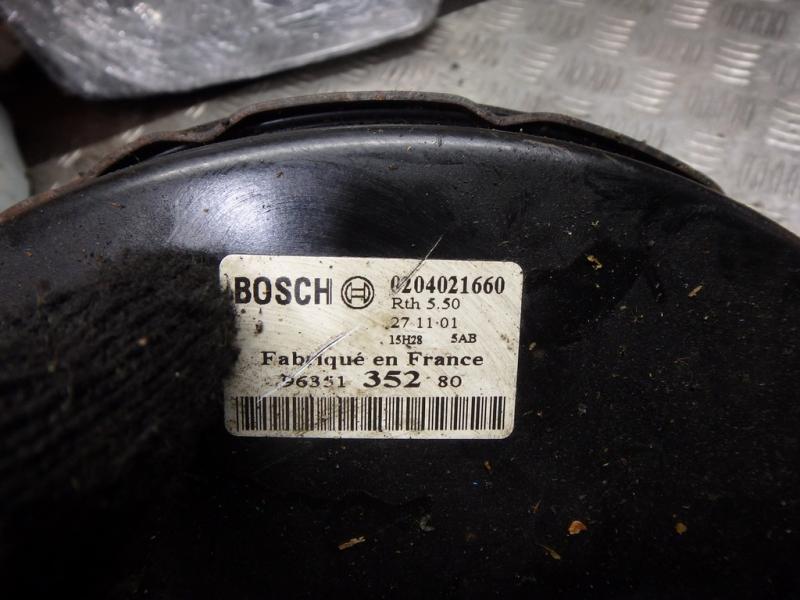 BOSCH 0204021660
Rth 5.50
27 11·01
15H28 5AB
Fabriqué en France
96351 352 80